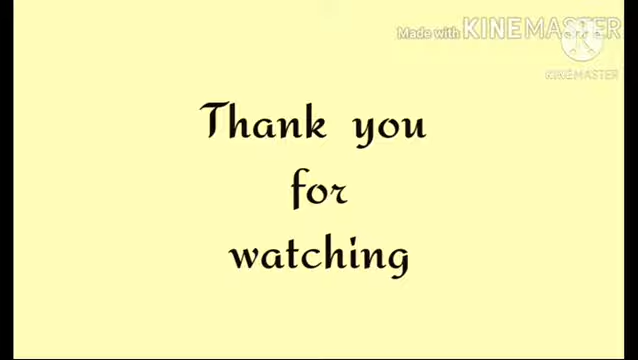 Made with KINEMASTER
KINEMASTER
Thank you
for
watching